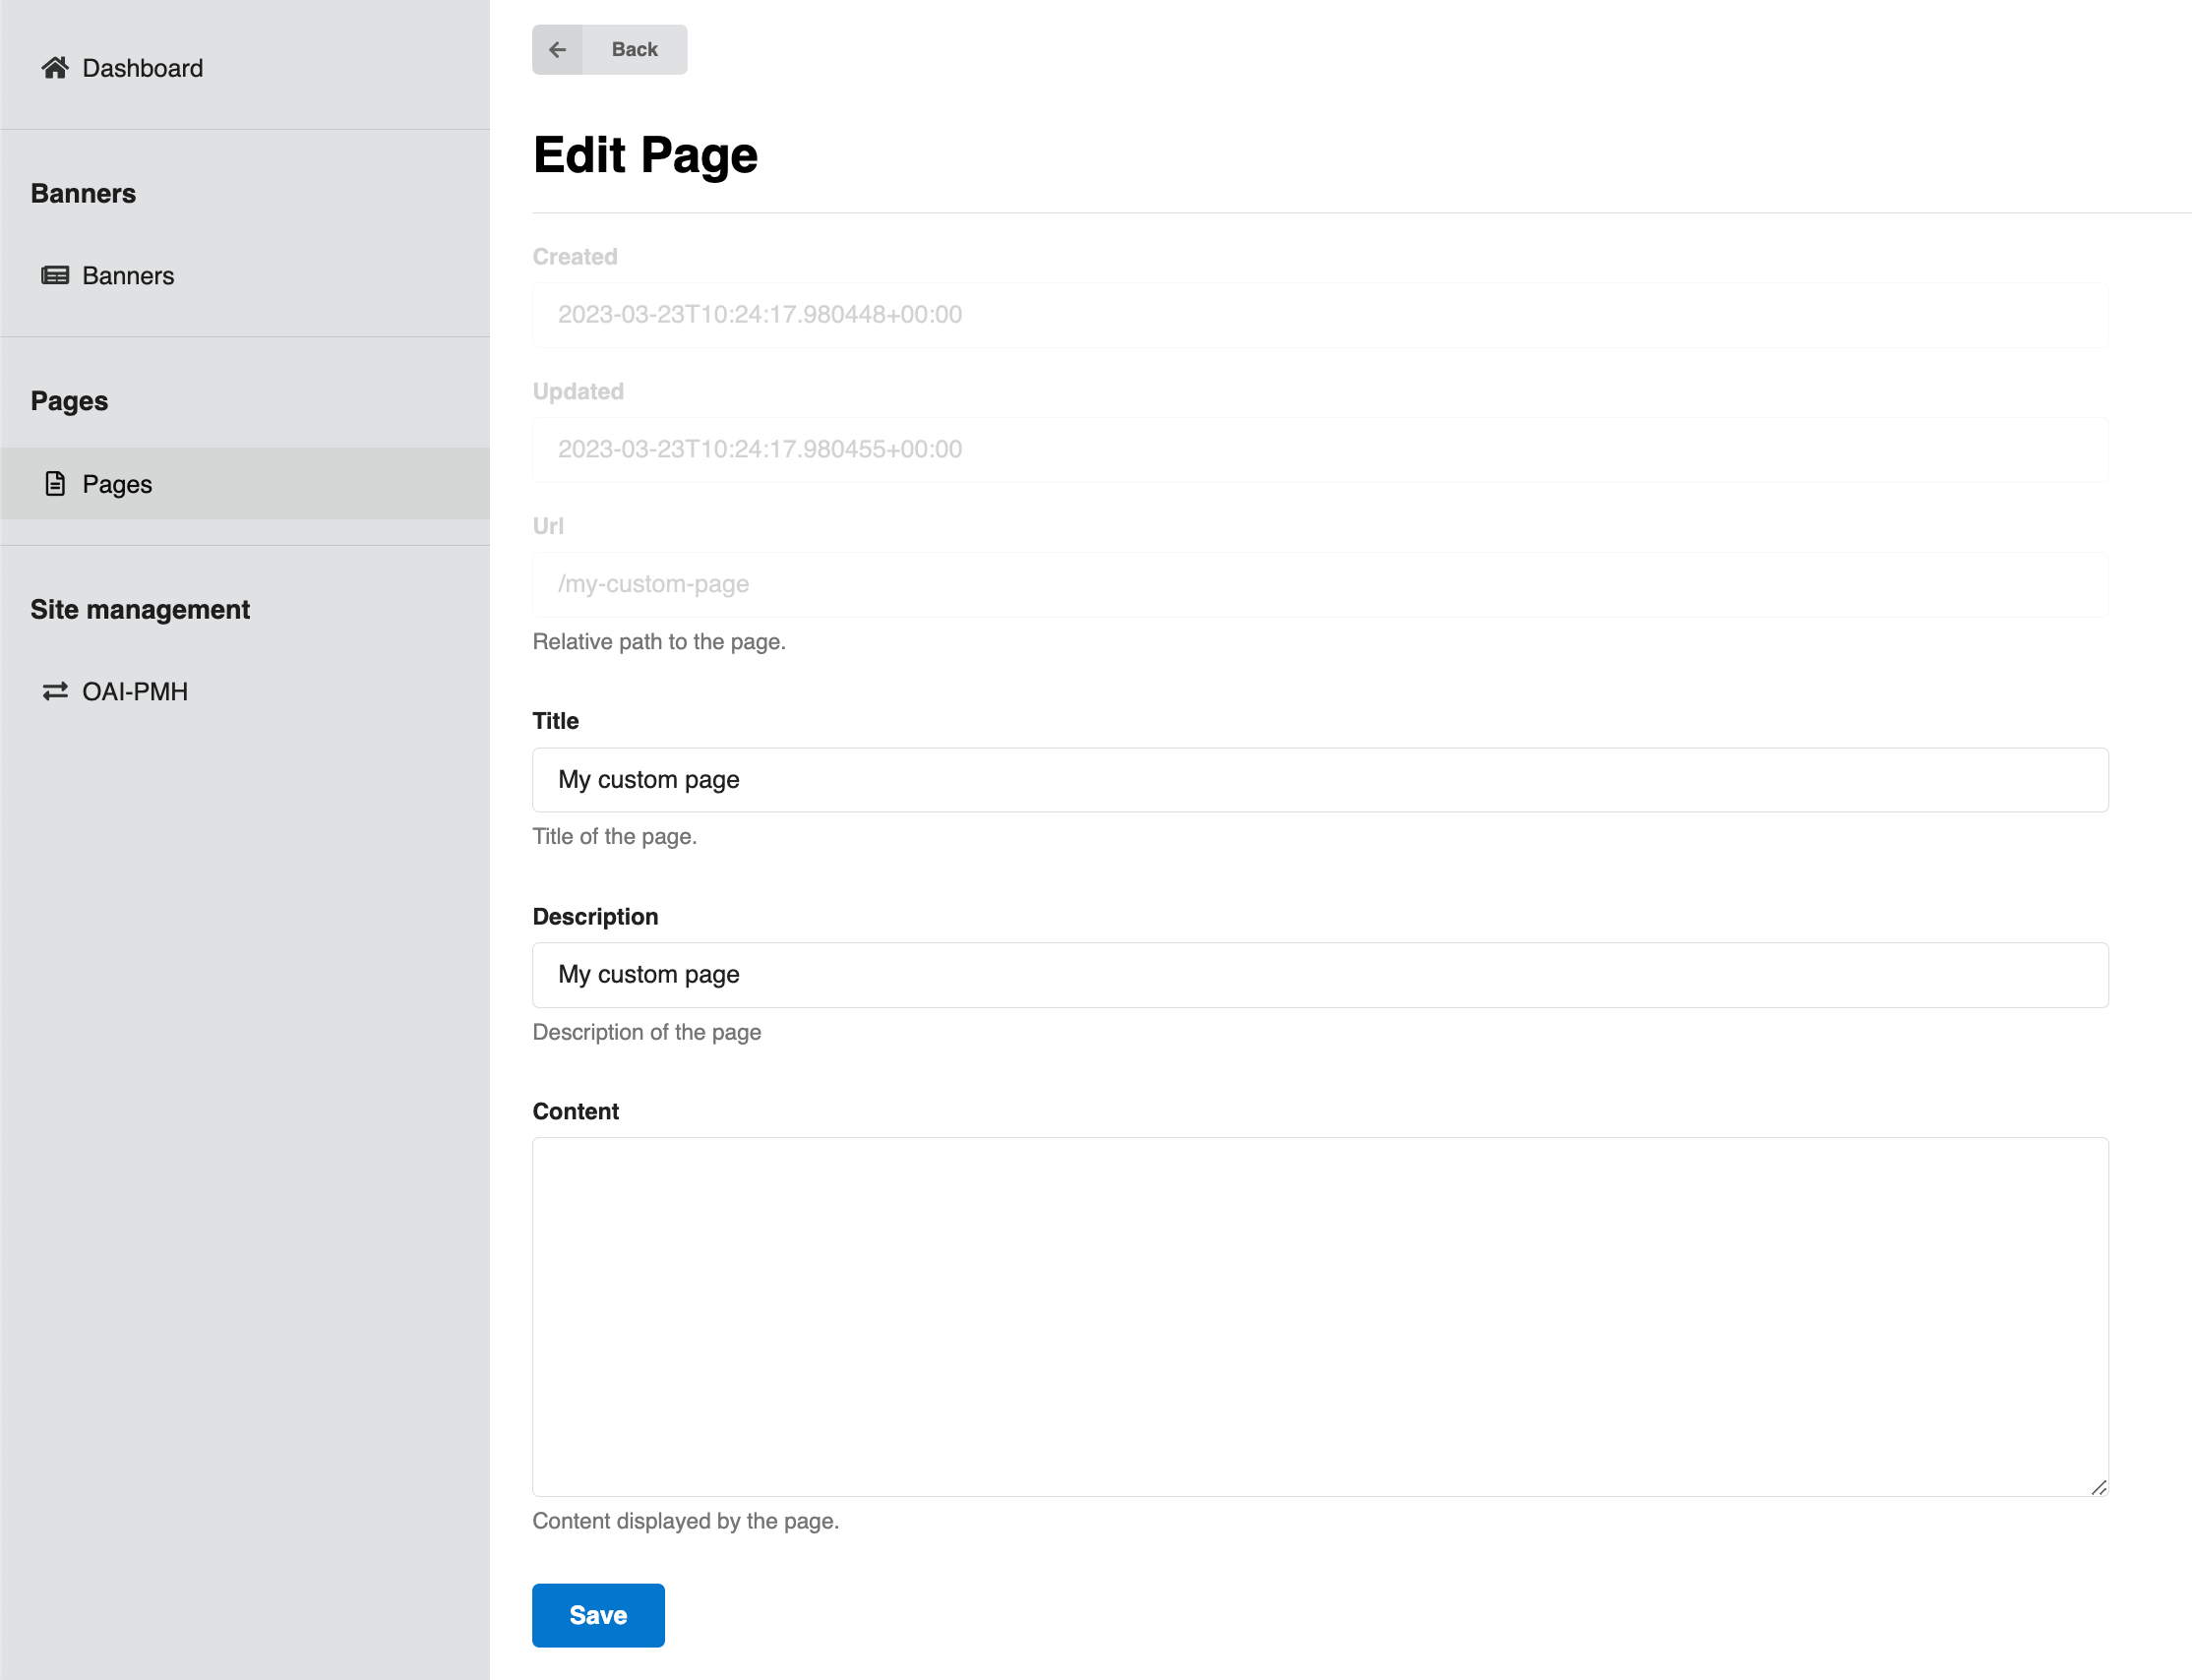 Dashboard
Banners
Banners
Pages
Pages
Site management
OAI-PMH
Back
Edit Page
Created
2023-03-23T10:24:17.980448+00:00
Updated
2023-03-23T10:24:17.980455+00:00
Url
/my-custom-page
Relative path to the page.
Title
My custom page
Title of the page.
Description
My custom page
Description of the page
Content
Content displayed by the page.
Save